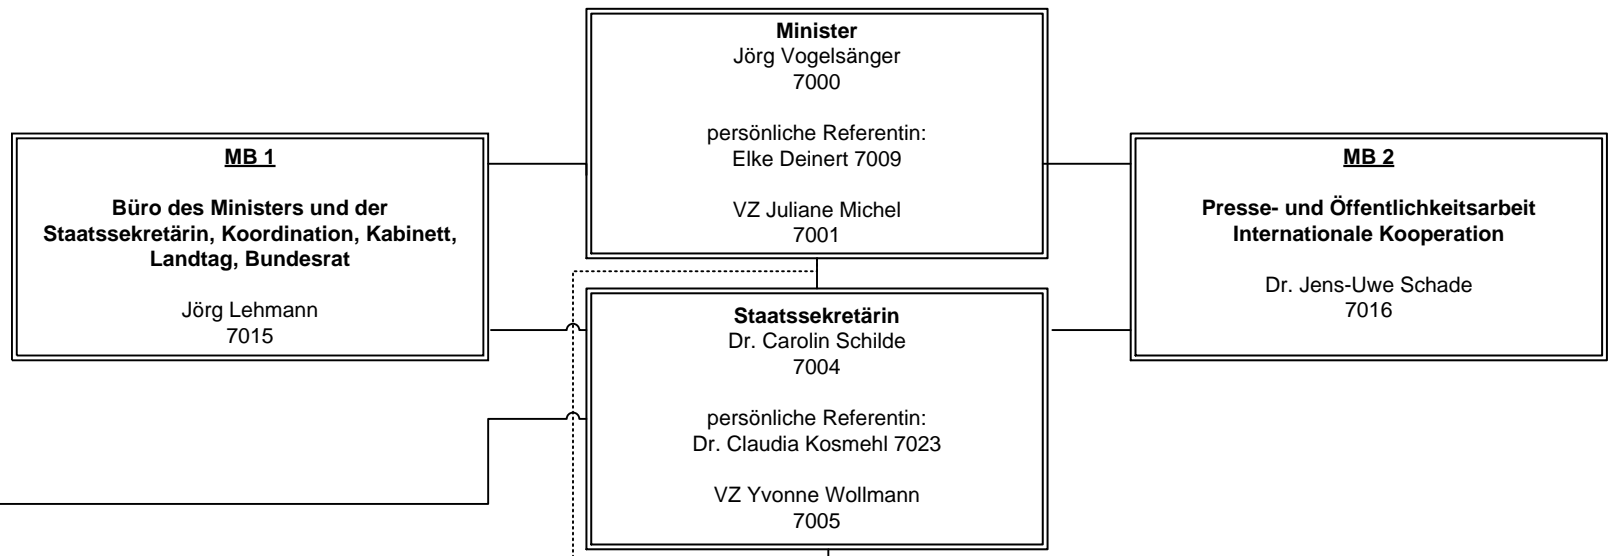 Minister
Jörg Vogelsänger
7000
persönliche Referentin:
Elke Deinert 7009
VZ Juliane Michel
7001
MB 1
Büro des Ministers und der
Staatssekretärin, Koordination, Kabinett,
Landtag, Bundesrat
Jörg Lehmann
7015
MB 2
Presse- und Öffentlichkeitsarbeit
Internationale Kooperation
Dr. Jens-Uwe Schade
7016
Staatssekretärin
Dr. Carolin Schilde
7004
persönliche Referentin:
Dr. Claudia Kosmehl 7023
VZ Yvonne Wollmann
7005